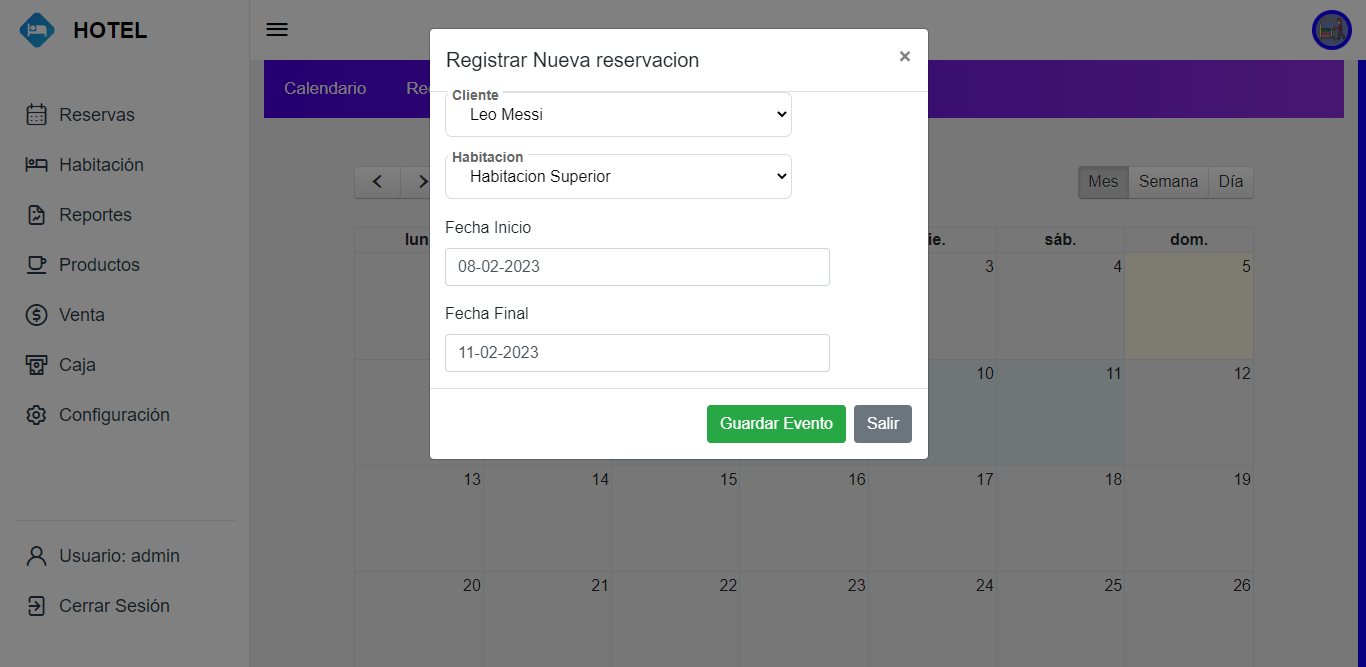 HOTEL
Reservas
Habitación
Reportes
Productos
Venta
Caja
Configuración
Usuario: admin
Cerrar Sesión
Calendario
Registrar Nueva reservacion
×
Cliente
Leo Messi
Habitacion
Habitacion Superior
Fecha Inicio
08-02-2023
Fecha Final
11-02-2023
Guardar Evento Salir
Mes Semana Día
sáb. dom.
3 4 5
10 11 12
13 14 15 16 17 18 19
20 21 22 23 24 25 26